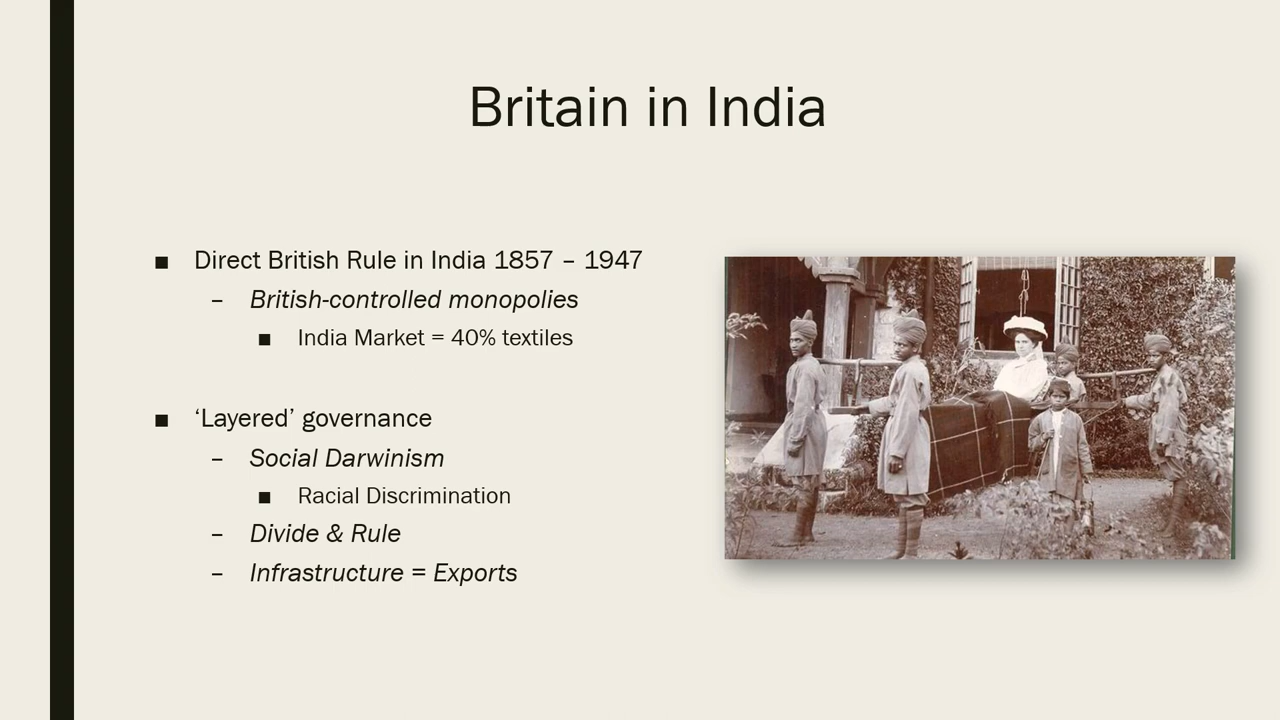 Britain in India
■ Direct British Rule in India 1857 – 1947
– British-controlled monopolies
■ India Market = 40% textiles
■ ‘Layered’ governance
– Social Darwinism
■ Racial Discrimination
– Divide & Rule
– Infrastructure = Exports